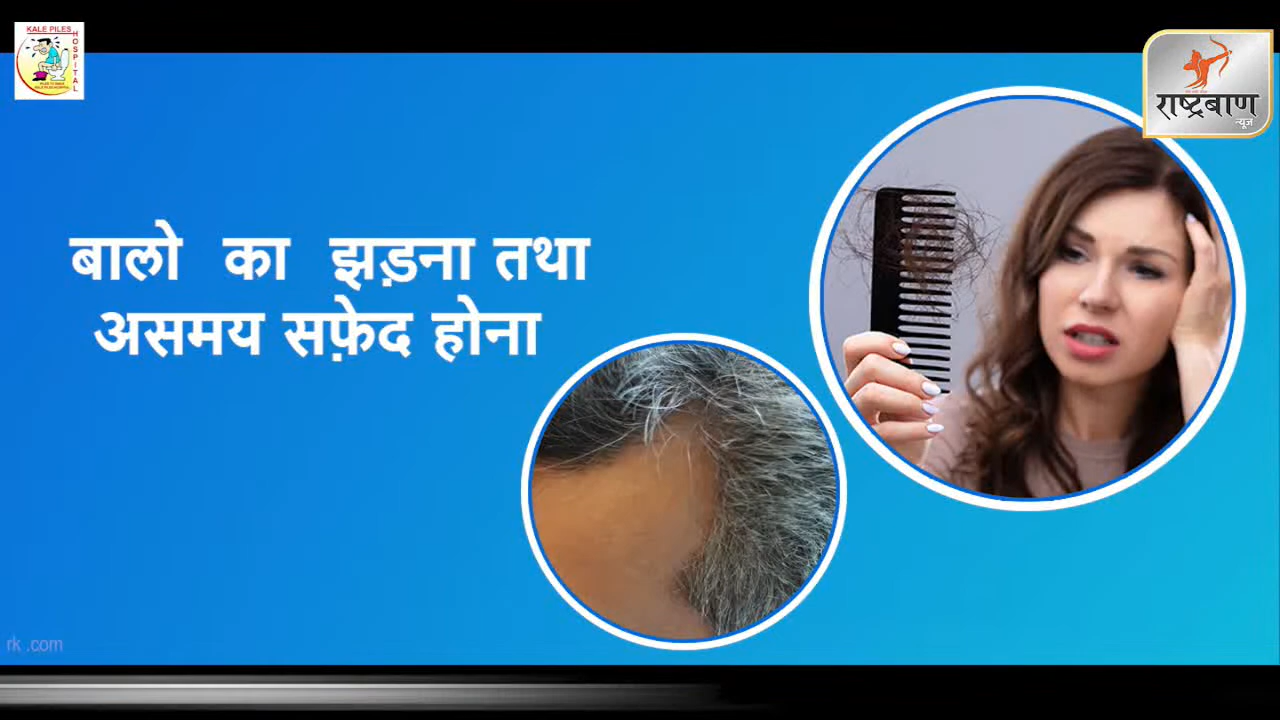 KALE PILES
HOSPITAL
राष्ट्रबाण
न्यूज
बालो का झड़ना तथा
असमय सफ़ेद होना
rk .com